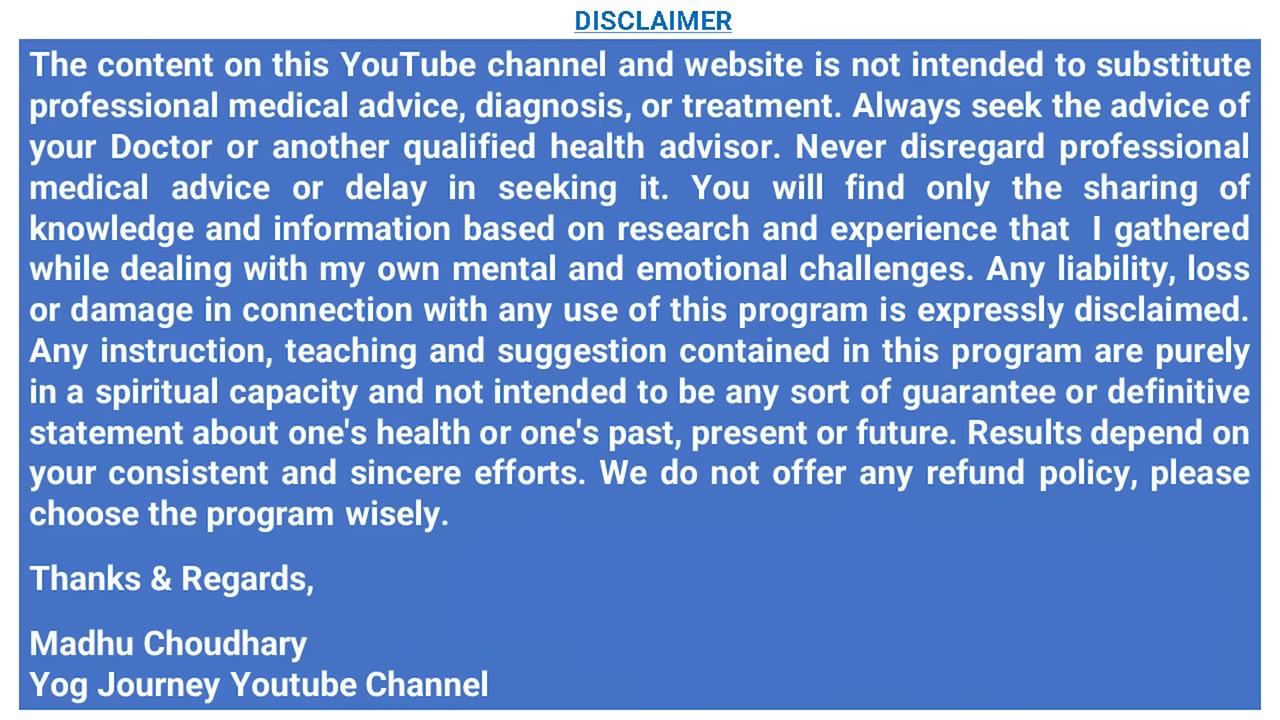 DISCLAIMER
The content on this YouTube channel and website is not intended to substitute
professional medical advice, diagnosis, or treatment. Always seek the advice of
your Doctor or another qualified health advisor. Never disregard professional
medical advice or delay in seeking it. You will find only the sharing of
knowledge and information based on research and experience that I gathered
while dealing with my own mental and emotional challenges. Any liability, loss
or damage in connection with any use of this program is expressly disclaimed.
Any instruction, teaching and suggestion contained in this program are purely
in a spiritual capacity and not intended to be any sort of guarantee or definitive
statement about one's health or one's past, present or future. Results depend on
your consistent and sincere efforts. We do not offer any refund policy, please
choose the program wisely.
Thanks & Regards,
Madhu Choudhary
Yog Journey Youtube Channel